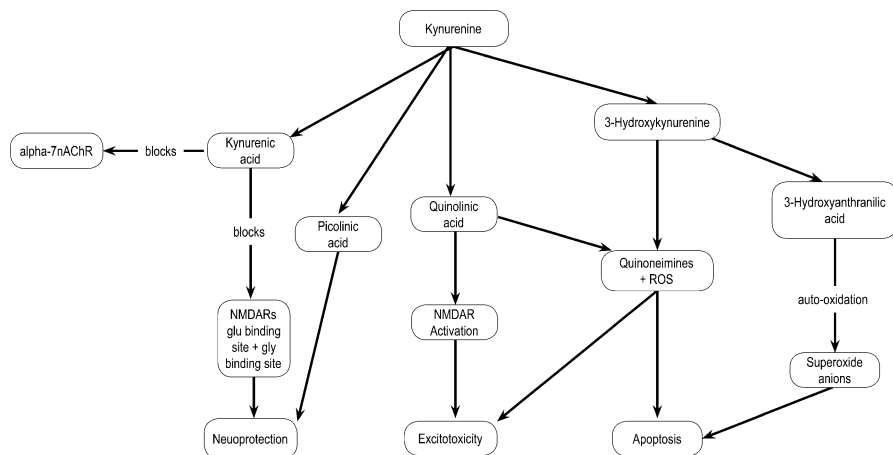 Kynurenine
3-Hydroxykynurenine
alpha-7nAChR
blocks
Kynurenic
acid
3-Hydroxyanthranilic
acid
Quinolinic
acid
Picolinic
acid
blocks
Quinoneimines
+ ROS
auto-oxidation
NMDARs
glu binding
site + gly
binding site
NMDAR
Activation
Superoxide
anions
Neuoprotection
Excitotoxicity
Apoptosis